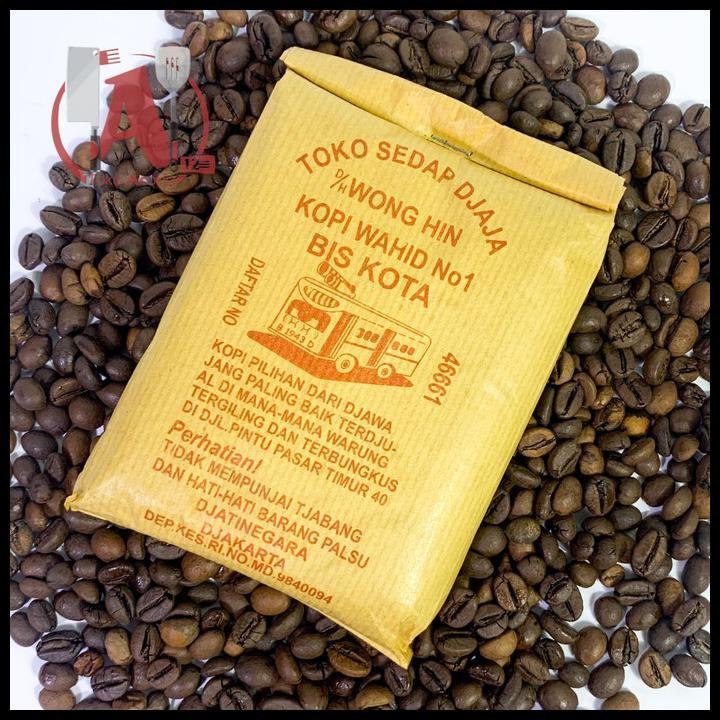 TOKO SEDAP DJAJA
D/H WONG HIN
KOPI WAHID No1
BIS KOTA
DAFTAR NO
46661
B 1943 D
KOPI PILIHAN DARI DJAWA
JANG PALING BAIK TERDJU-
AL DI MANA-MANA WARUNG
TERGILING DAN TERBUNGKUS
DI DJL.PINTU PASAR TIMUR 40
Perhatian!
TIDAK MEMPUNJAI TJABANG
DAN HATI-HATI BARANG PALSU
DJATINEGARA
DJAKARTA
DEP.KES.RI.NO.MD.9840094